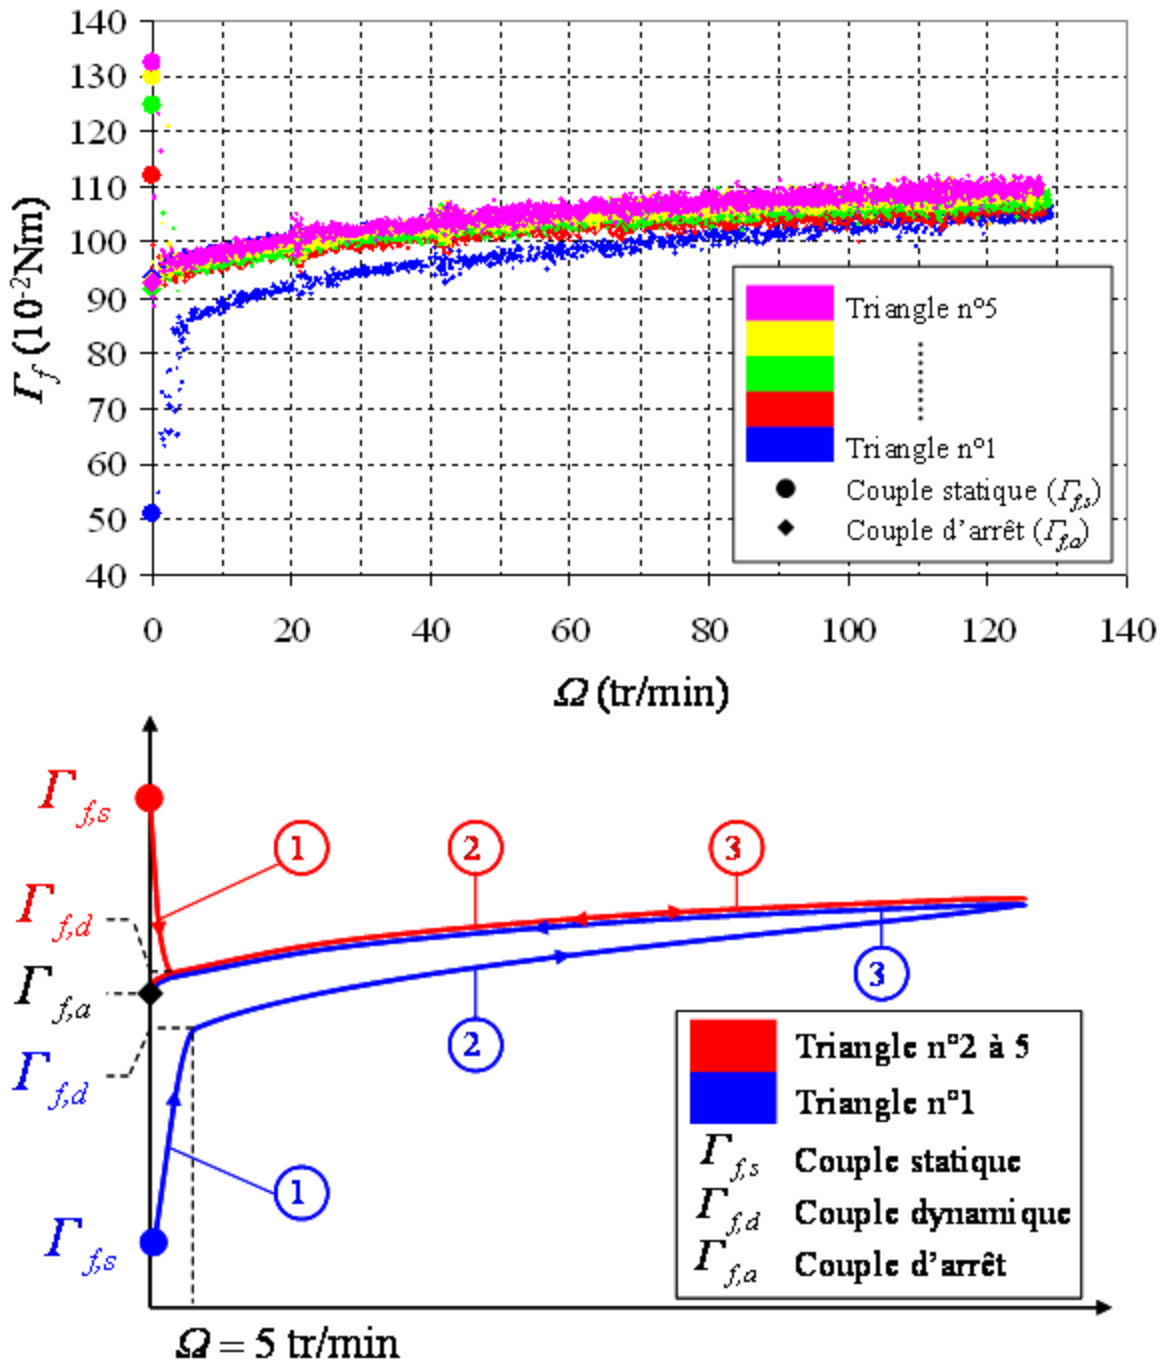 140
130
120
110
100
90
80
70
60
50
40
Γf (10-2Nm)
0 20 40 60 80 100 120 140
Ω (tr/min)
Triangle n°5
Triangle n°1
Couple statique (Γf,s)
Couple d'arrêt (Γf,a)
Γf,s
Γf,d
Γf,a
Γf,d
Γf,s
1 2 3
3
2
1
Triangle n°2 à 5
Triangle n°1
Γf,s Couple statique
Γf,d Couple dynamique
Γf,a Couple d'arrêt
Ω = 5 tr/min